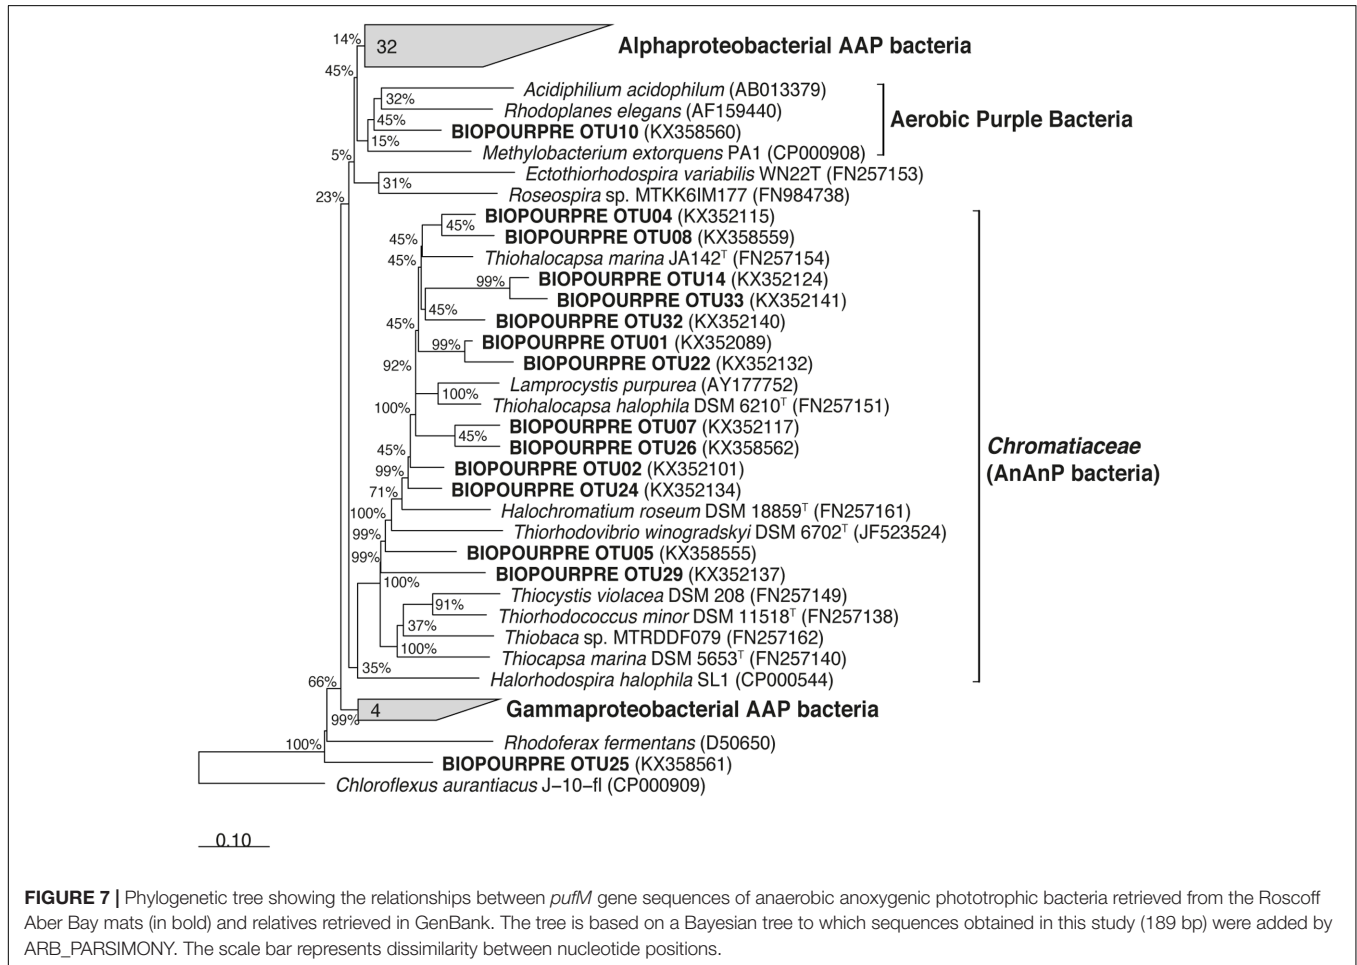 14%
32
Alphaproteobacterial AAP bacteria
45%
Acidiphilium acidophilum (AB013379)
32%
Rhodoplanes elegans (AF159440)
Aerobic Purple Bacteria
45%
BIOPOURPRE OTU10 (KX358560)
15%
Methylobacterium extorquens PA1 (CP000908)
5%
Ectothiorhodospira variabilis WN22T (FN257153)
31%
Roseospira sp. MTKK6IM177 (FN984738)
23%
BIOPOURPRE OTU04 (KX352115)
45%
BIOPOURPRE OTU08 (KX358559)
45%
45%
Thiohalocapsa marina JA142ᵀ (FN257154)
99%
BIOPOURPRE OTU14 (KX352124)
BIOPOURPRE OTU33 (KX352141)
45%
45%
BIOPOURPRE OTU32 (KX352140)
99%
BIOPOURPRE OTU01 (KX352089)
BIOPOURPRE OTU22 (KX352132)
92%
Lamprocystis purpurea (AY177752)
100%
Thiohalocapsa halophila DSM 6210ᵀ (FN257151)
100%
BIOPOURPRE OTU07 (KX352117)
45%
BIOPOURPRE OTU26 (KX358562)
45%
Chromatiaceae
(AnAnP bacteria)
99%
BIOPOURPRE OTU02 (KX352101)
71%
BIOPOURPRE OTU24 (KX352134)
100%
Halochromatium roseum DSM 18859ᵀ (FN257161)
99%
Thiorhodovibrio winogradskyi DSM 6702ᵀ (JF523524)
99%
BIOPOURPRE OTU05 (KX358555)
BIOPOURPRE OTU29 (KX352137)
100%
Thiocystis violacea DSM 208 (FN257149)
91%
Thiorhodococcus minor DSM 11518ᵀ (FN257138)
37%
Thiobaca sp. MTRDDF079 (FN257162)
100%
Thiocapsa marina DSM 5653ᵀ (FN257140)
35%
Halorhodospira halophila SL1 (CP000544)
66%
4
Gammaproteobacterial AAP bacteria
99%
Rhodoferax fermentans (D50650)
100%
BIOPOURPRE OTU25 (KX358561)
Chloroflexus aurantiacus J−10−fl (CP000909)
0.10
FIGURE 7 | Phylogenetic tree showing the relationships between pufM gene sequences of anaerobic anoxygenic phototrophic bacteria retrieved from the Roscoff
Aber Bay mats (in bold) and relatives retrieved in GenBank. The tree is based on a Bayesian tree to which sequences obtained in this study (189 bp) were added by
ARB_PARSIMONY. The scale bar represents dissimilarity between nucleotide positions.